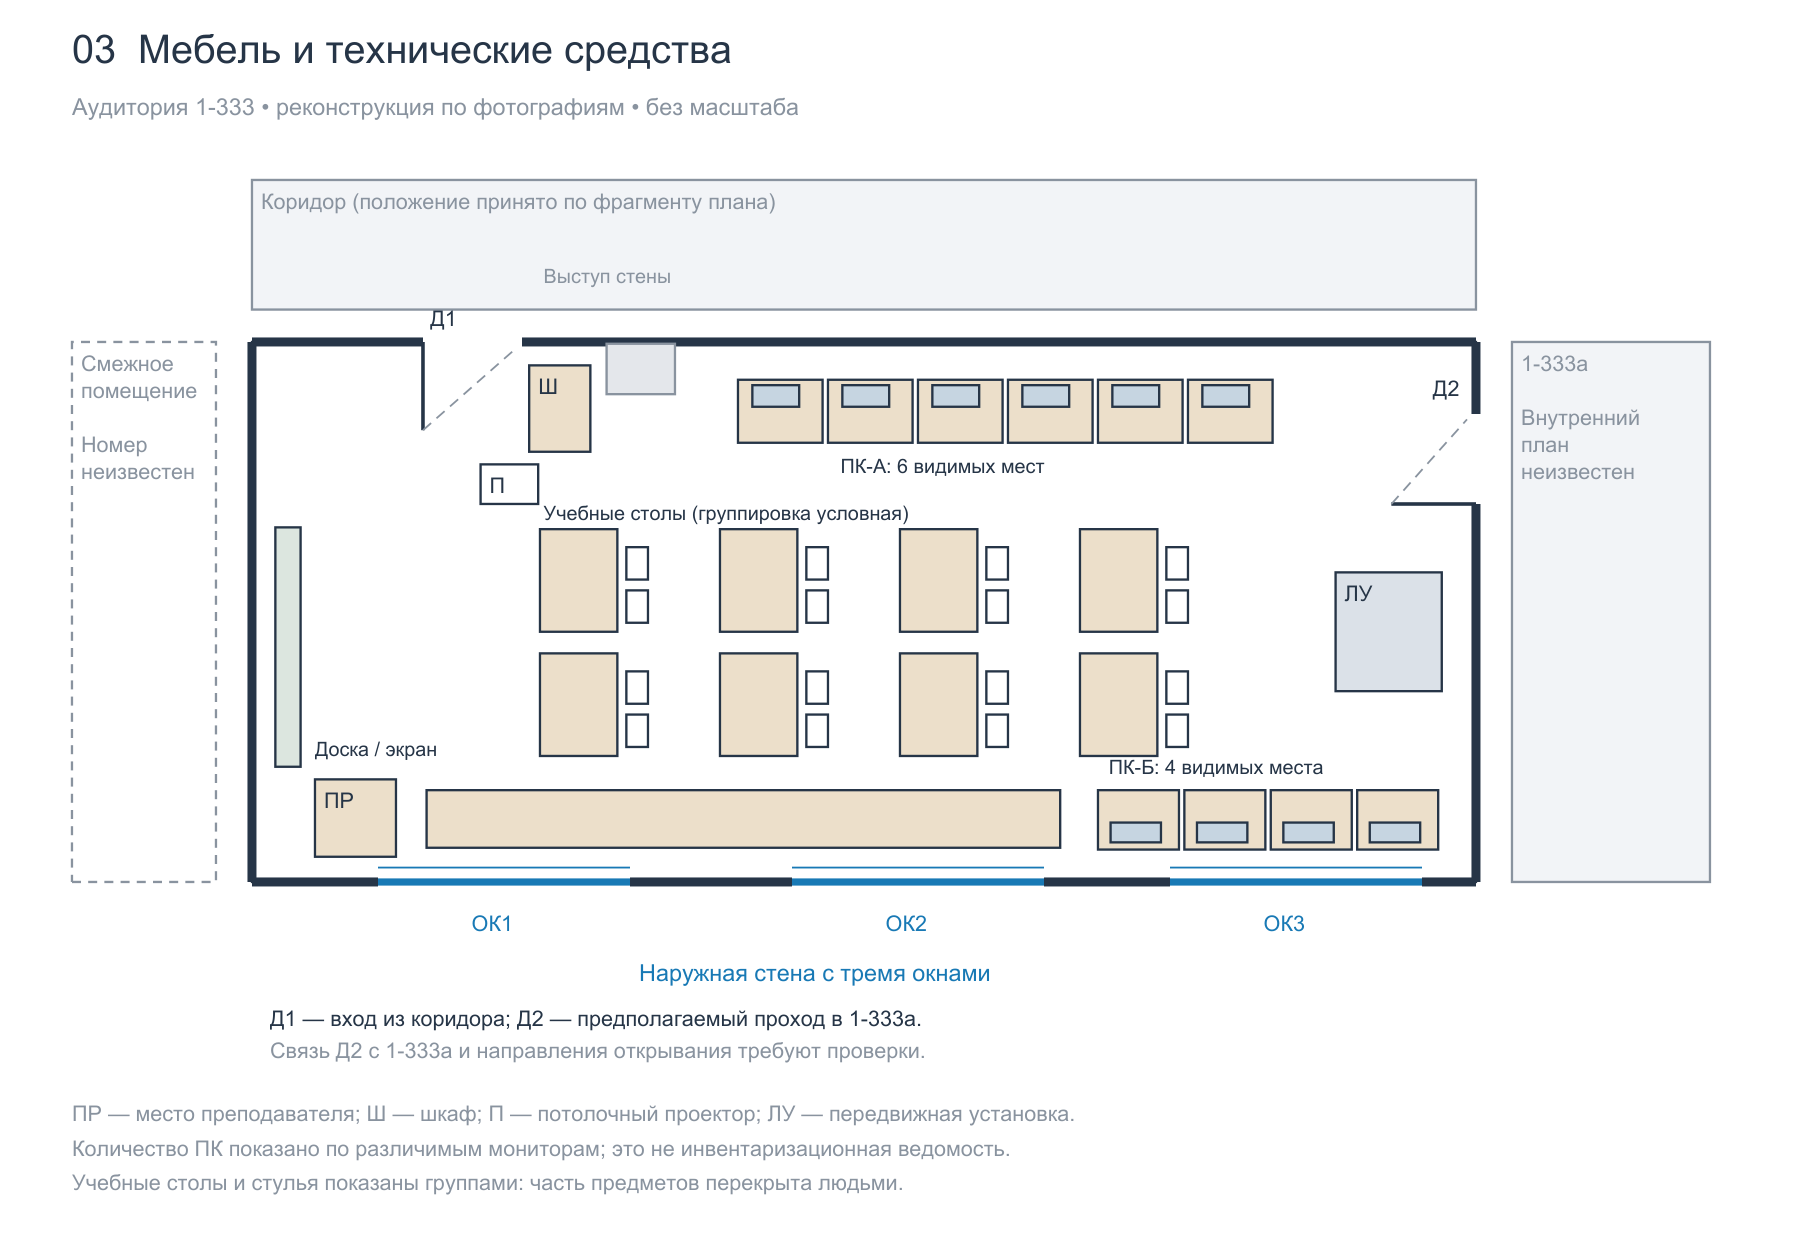 03 Мебель и технические средства
Аудитория 1-333 • реконструкция по фотографиям • без масштаба
Коридор (положение принято по фрагменту плана)
Выступ стены
Д1
Смежное
помещение
Номер
неизвестен
Ш
Д2
1-333а
Внутренний
план
неизвестен
ПК-А: 6 видимых мест
П
Учебные столы (группировка условная)
ЛУ
Доска / экран
ПК-Б: 4 видимых места
ПР
ОК1
ОК2
ОК3
Наружная стена с тремя окнами
Д1 — вход из коридора; Д2 — предполагаемый проход в 1-333а.
Связь Д2 с 1-333а и направления открывания требуют проверки.
ПР — место преподавателя; Ш — шкаф; П — потолочный проектор; ЛУ — передвижная установка.
Количество ПК показано по различимым мониторам; это не инвентаризационная ведомость.
Учебные столы и стулья показаны группами: часть предметов перекрыта людьми.